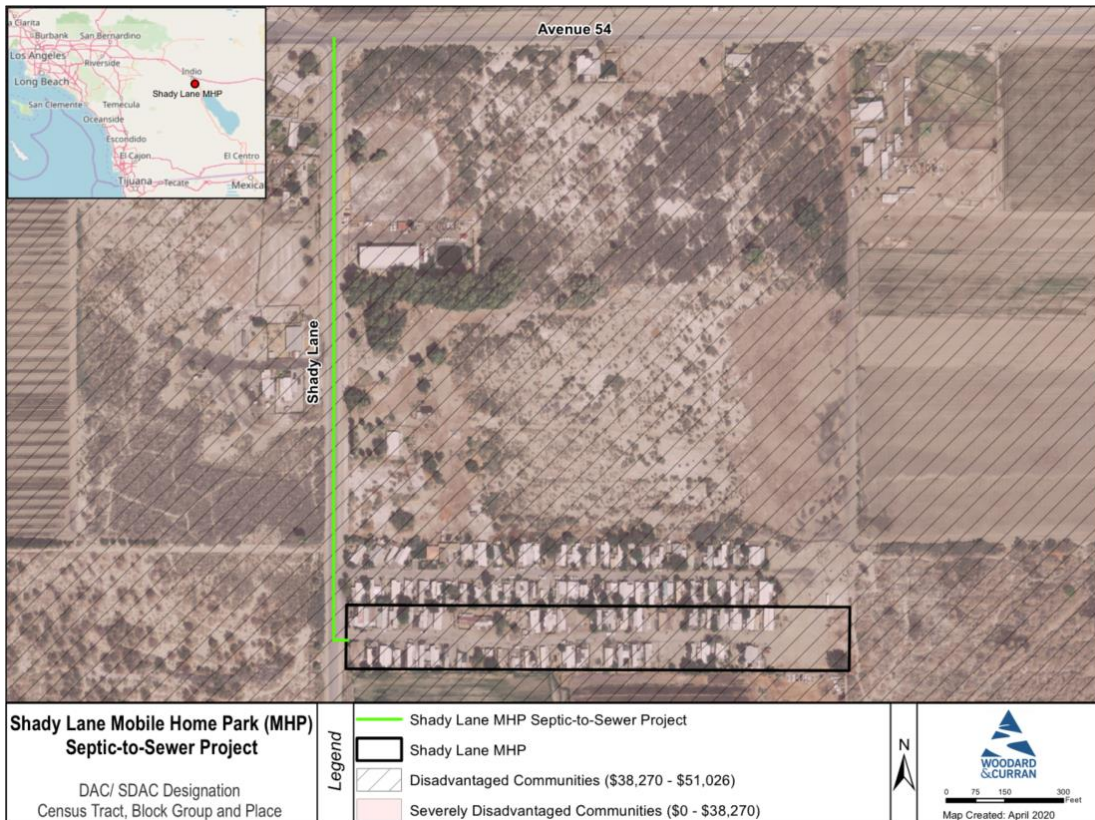 a Clarita
Burbank
San Bernardino
Los Angeles
Riverside
Indio
Long Beach
Shady Lane MHP
San Clemente
Temecula
Oceanside
Escondido
El Cajon
El Centro
Tijuana
Tecate
Mexica
Avenue 54
Shady Lane
Shady Lane Mobile Home Park (MHP)
Septic-to-Sewer Project
DAC/ SDAC Designation
Census Tract, Block Group and Place
Legend
Shady Lane MHP Septic-to-Sewer Project
Shady Lane MHP
Disadvantaged Communities ($38,270 - $51,026)
Severely Disadvantaged Communities ($0 - $38,270)
N
WOODARD
&CURRAN
0 75 150 300
Feet
Map Created: April 2020